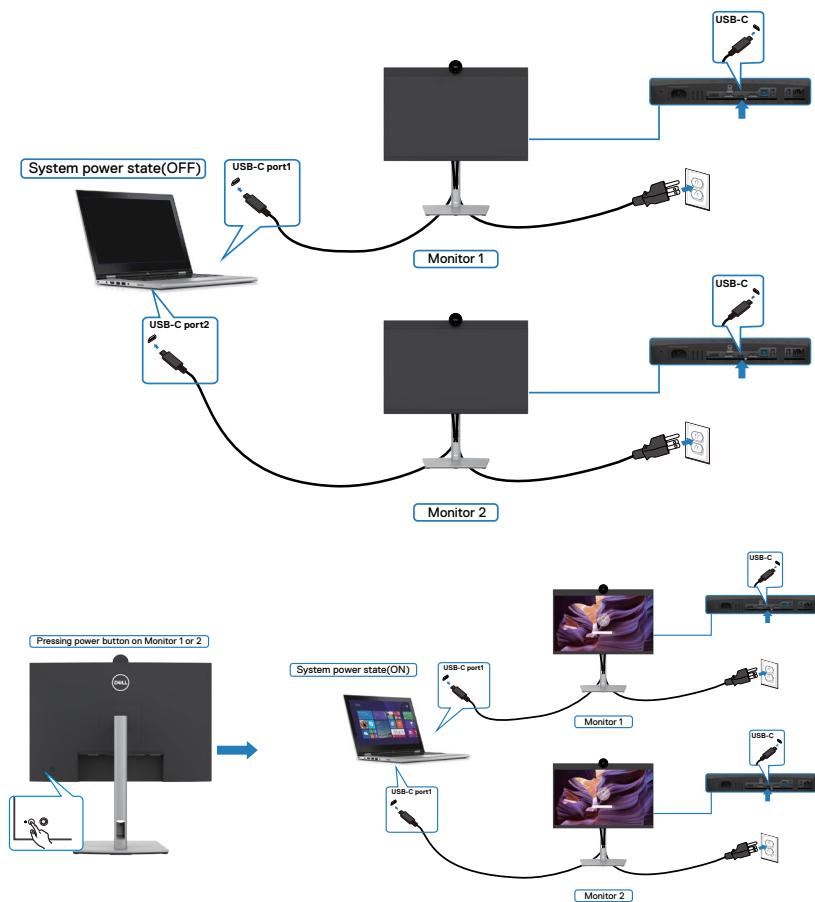 USB-C
USB-C port1
System power state(OFF)
Monitor 1
USB-C
USB-C port2
Monitor 2
USB-C
Pressing power button on Monitor 1 or 2
System power state(ON)
USB-C port1
DELL
Monitor 1
USB-C
USB-C port1
Monitor 2